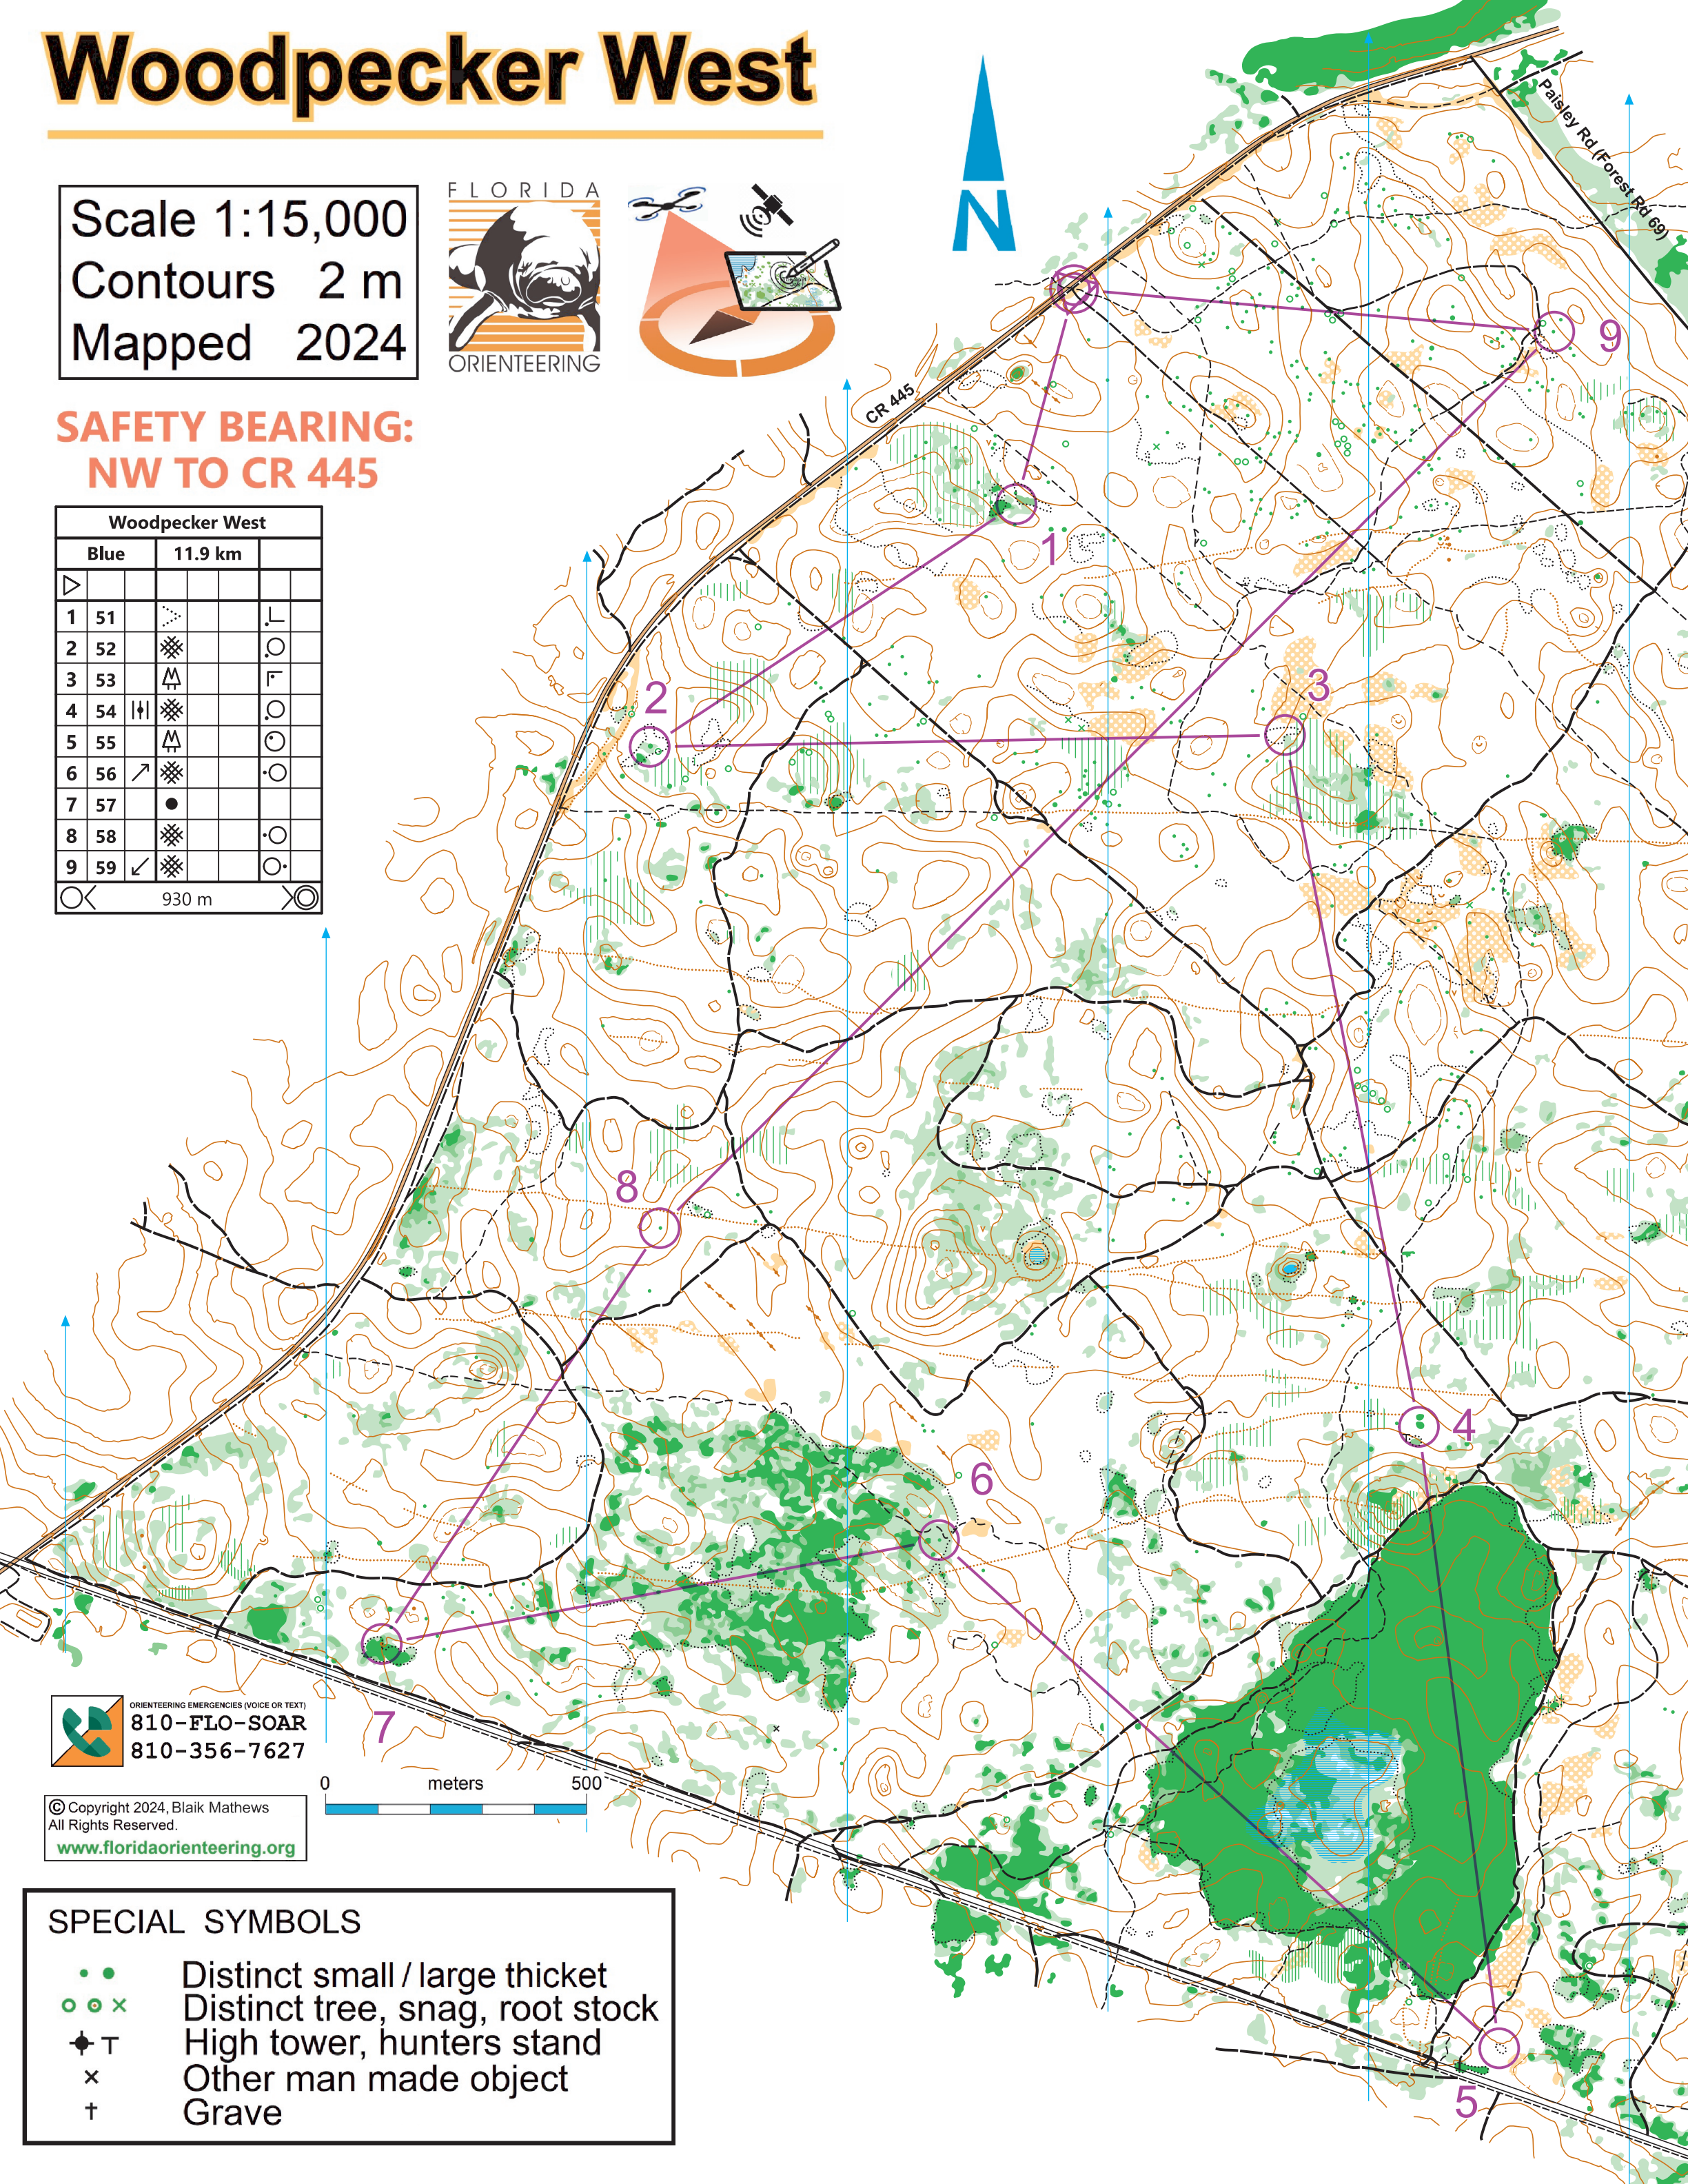 Woodpecker West
Scale 1:15,000
Contours 2 m
Mapped 2024
FLORIDA
ORIENTEERING
N
SAFETY BEARING:
NW TO CR 445
Woodpecker West
Blue 11.9 km
1 51
2 52
3 53
4 54
5 55
6 56
7 57
8 58
9 59
930 m
Paisley Rd (Forest Rd 69)
CR 445
9
1
3
2
8
4
6
7
5
ORIENTEERING EMERGENCIES (VOICE OR TEXT)
810-FLO-SOAR
810-356-7627
0 meters 500
© Copyright 2024, Blaik Mathews
All Rights Reserved.
www.floridaorienteering.org
SPECIAL SYMBOLS
Distinct small / large thicket
Distinct tree, snag, root stock
High tower, hunters stand
Other man made object
Grave